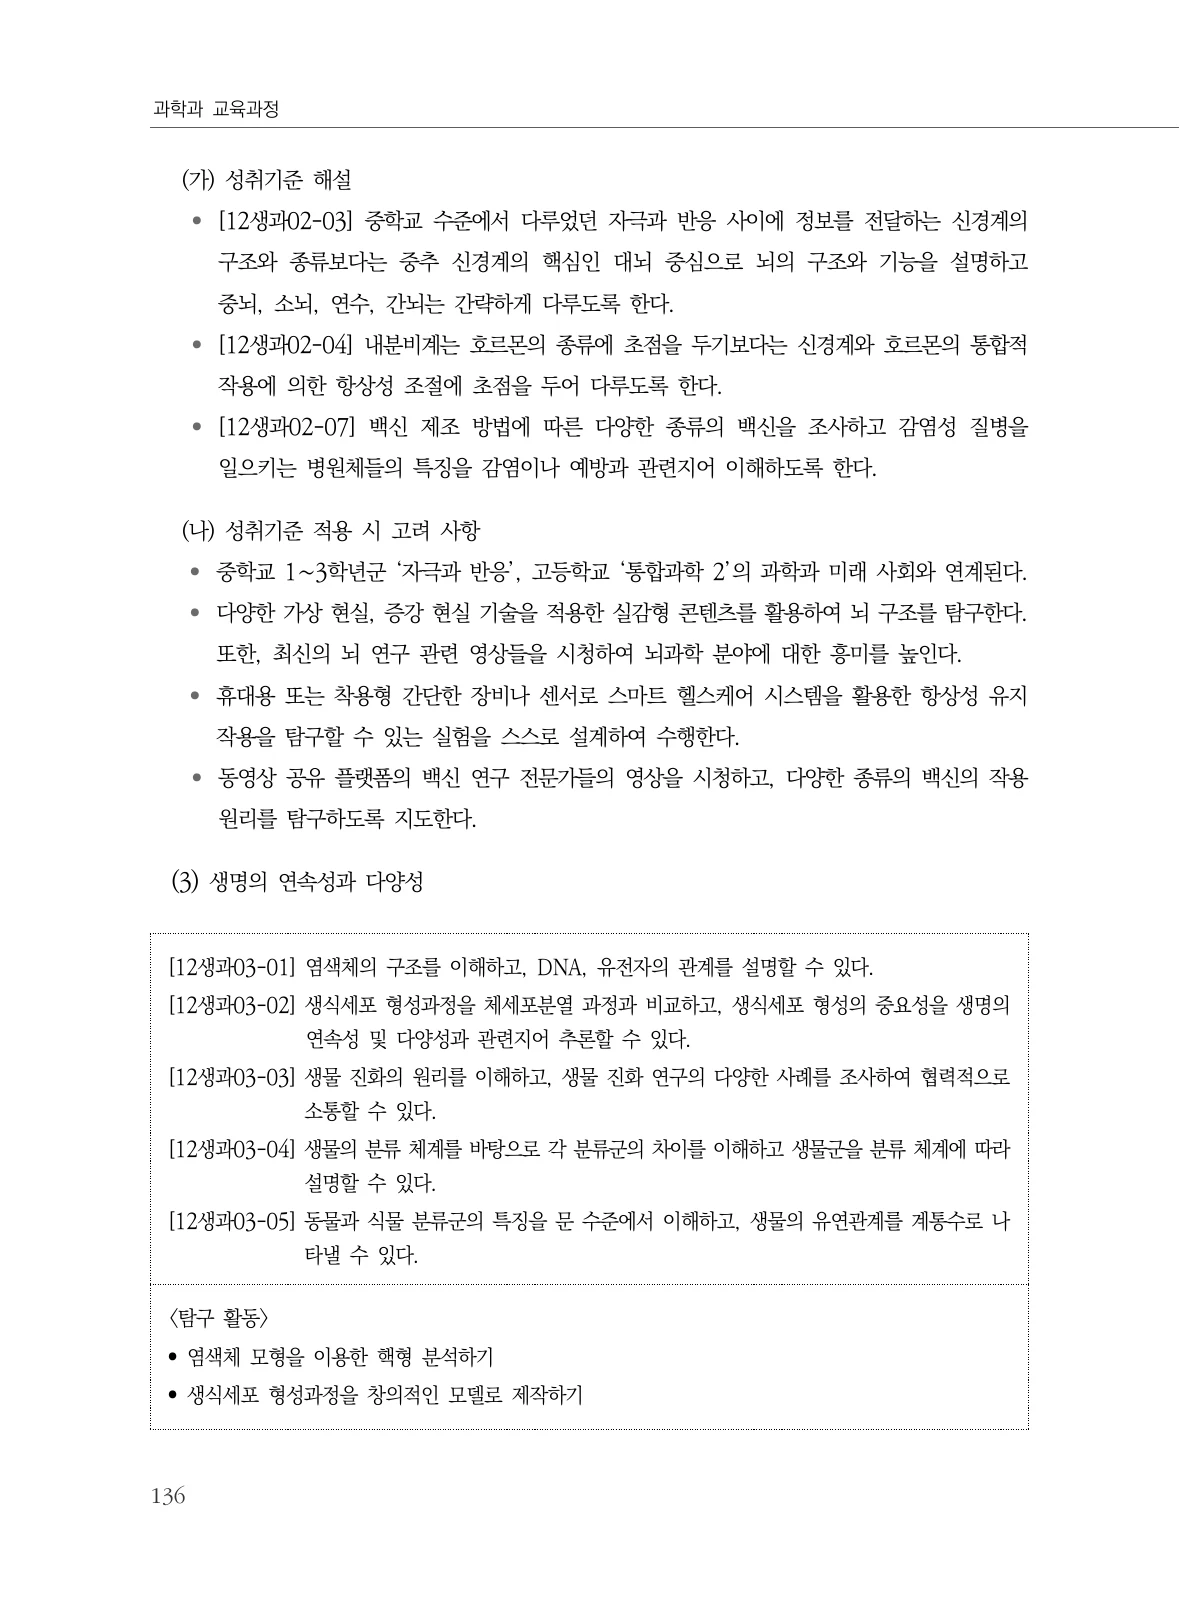 과학과 교육과정
(가) 성취기준 해설
• [12생과02-03] 중학교 수준에서 다루었던 자극과 반응 사이에 정보를 전달하는 신경계의
구조와 종류보다는 중추 신경계의 핵심인 대뇌 중심으로 뇌의 구조와 기능을 설명하고
중뇌, 소뇌, 연수, 간뇌는 간략하게 다루도록 한다.
• [12생과02-04] 내분비계는 호르몬의 종류에 초점을 두기보다는 신경계와 호르몬의 통합적
작용에 의한 항상성 조절에 초점을 두어 다루도록 한다.
• [12생과02-07] 백신 제조 방법에 따른 다양한 종류의 백신을 조사하고 감염성 질병을
일으키는 병원체들의 특징을 감염이나 예방과 관련지어 이해하도록 한다.
(나) 성취기준 적용 시 고려 사항
• 중학교 1~3학년군 ‘자극과 반응’, 고등학교 ‘통합과학 2’의 과학과 미래 사회와 연계된다.
• 다양한 가상 현실, 증강 현실 기술을 적용한 실감형 콘텐츠를 활용하여 뇌 구조를 탐구한다.
또한, 최신의 뇌 연구 관련 영상들을 시청하여 뇌과학 분야에 대한 흥미를 높인다.
• 휴대용 또는 착용형 간단한 장비나 센서로 스마트 헬스케어 시스템을 활용한 항상성 유지
작용을 탐구할 수 있는 실험을 스스로 설계하여 수행한다.
• 동영상 공유 플랫폼의 백신 연구 전문가들의 영상을 시청하고, 다양한 종류의 백신의 작용
원리를 탐구하도록 지도한다.
(3) 생명의 연속성과 다양성
[12생과03-01] 염색체의 구조를 이해하고, DNA, 유전자의 관계를 설명할 수 있다.
[12생과03-02] 생식세포 형성과정을 체세포분열 과정과 비교하고, 생식세포 형성의 중요성을 생명의
연속성 및 다양성과 관련지어 추론할 수 있다.
[12생과03-03] 생물 진화의 원리를 이해하고, 생물 진화 연구의 다양한 사례를 조사하여 협력적으로
소통할 수 있다.
[12생과03-04] 생물의 분류 체계를 바탕으로 각 분류군의 차이를 이해하고 생물군을 분류 체계에 따라
설명할 수 있다.
[12생과03-05] 동물과 식물 분류군의 특징을 문 수준에서 이해하고, 생물의 유연관계를 계통수로 나
타낼 수 있다.
〈탐구 활동〉
• 염색체 모형을 이용한 핵형 분석하기
• 생식세포 형성과정을 창의적인 모델로 제작하기
136